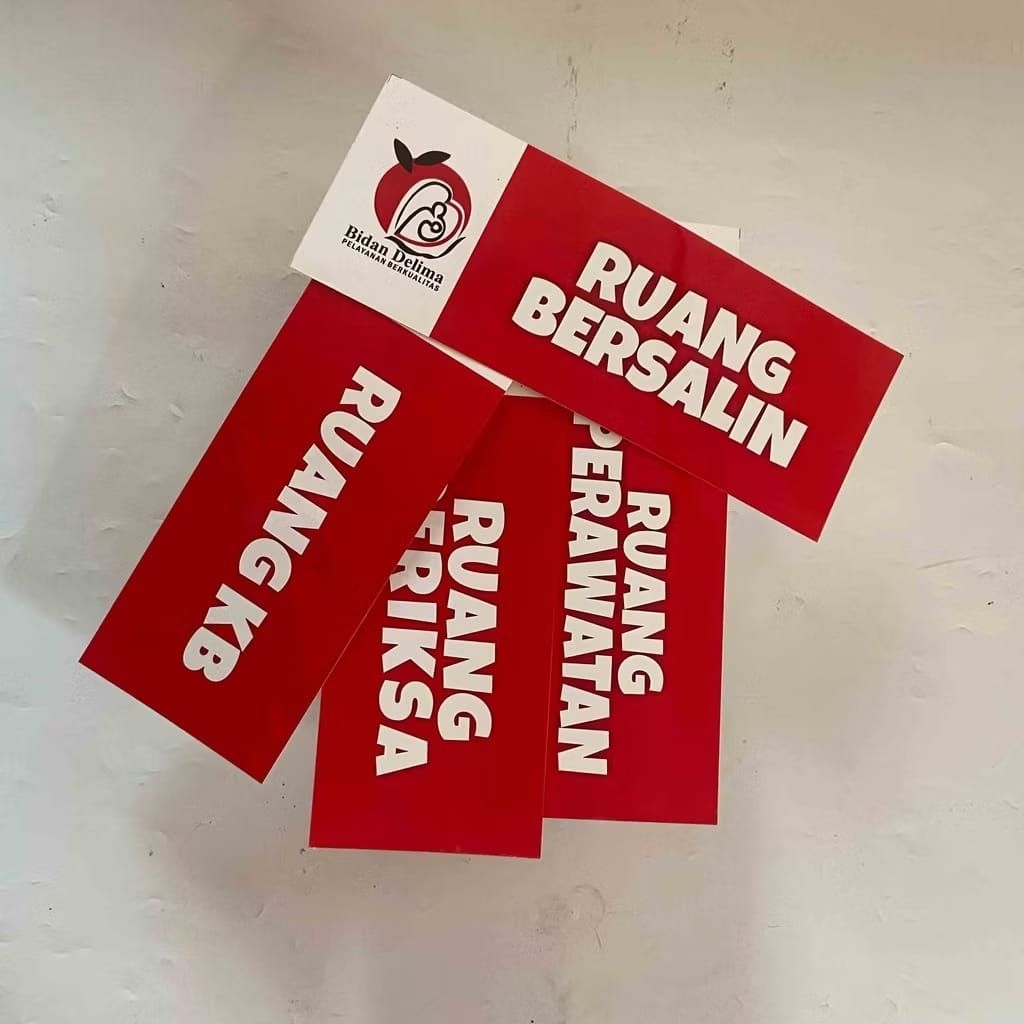 Bidan Delima
PELAYANAN BERKUALITAS
RUANG
BERSALIN
RUANG KB
RUANG
ERIKSA
RUANG
PERAWATAN